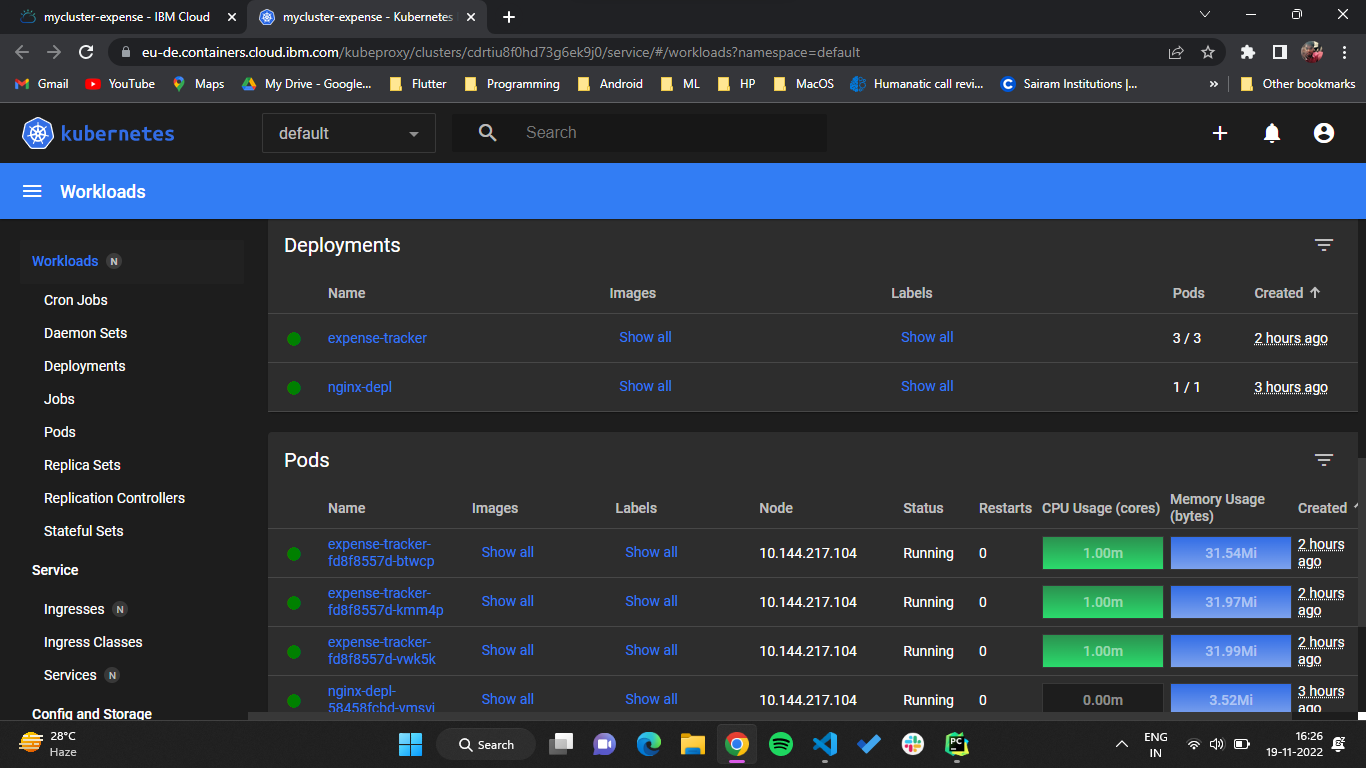 mycluster-expense - IBM Cloud
mycluster-expense - Kubernetes
eu-de.containers.cloud.ibm.com/kubeproxy/clusters/cdrtiu8f0hd73g6ek9j0/service/#/workloads?namespace=default
Gmail YouTube Maps My Drive - Google... Flutter Programming Android ML HP MacOS Humanatic call revi... Sairam Institutions |... » Other bookmarks
kubernetes default Search
Workloads
Workloads N
Cron Jobs
Daemon Sets
Deployments
Jobs
Pods
Replica Sets
Replication Controllers
Stateful Sets
Service
Ingresses N
Ingress Classes
Services N
Config and Storage
Deployments
Name Images Labels Pods Created
expense-tracker Show all Show all 3 / 3 2 hours ago
nginx-depl Show all Show all 1 / 1 3 hours ago
Pods
Name Images Labels Node Status Restarts CPU Usage (cores) Memory Usage (bytes) Created
expense-tracker-fd8f8557d-btwcp Show all Show all 10.144.217.104 Running 0 1.00m 31.54Mi 2 hours ago
expense-tracker-fd8f8557d-kmm4p Show all Show all 10.144.217.104 Running 0 1.00m 31.97Mi 2 hours ago
expense-tracker-fd8f8557d-vwk5k Show all Show all 10.144.217.104 Running 0 1.00m 31.99Mi 2 hours ago
nginx-depl- Show all Show all 10.144.217.104 Running 0 0.00m 3.52Mi 3 hours ago
28°C
Haze
Search
PC
ENG
IN
16:26
19-11-2022